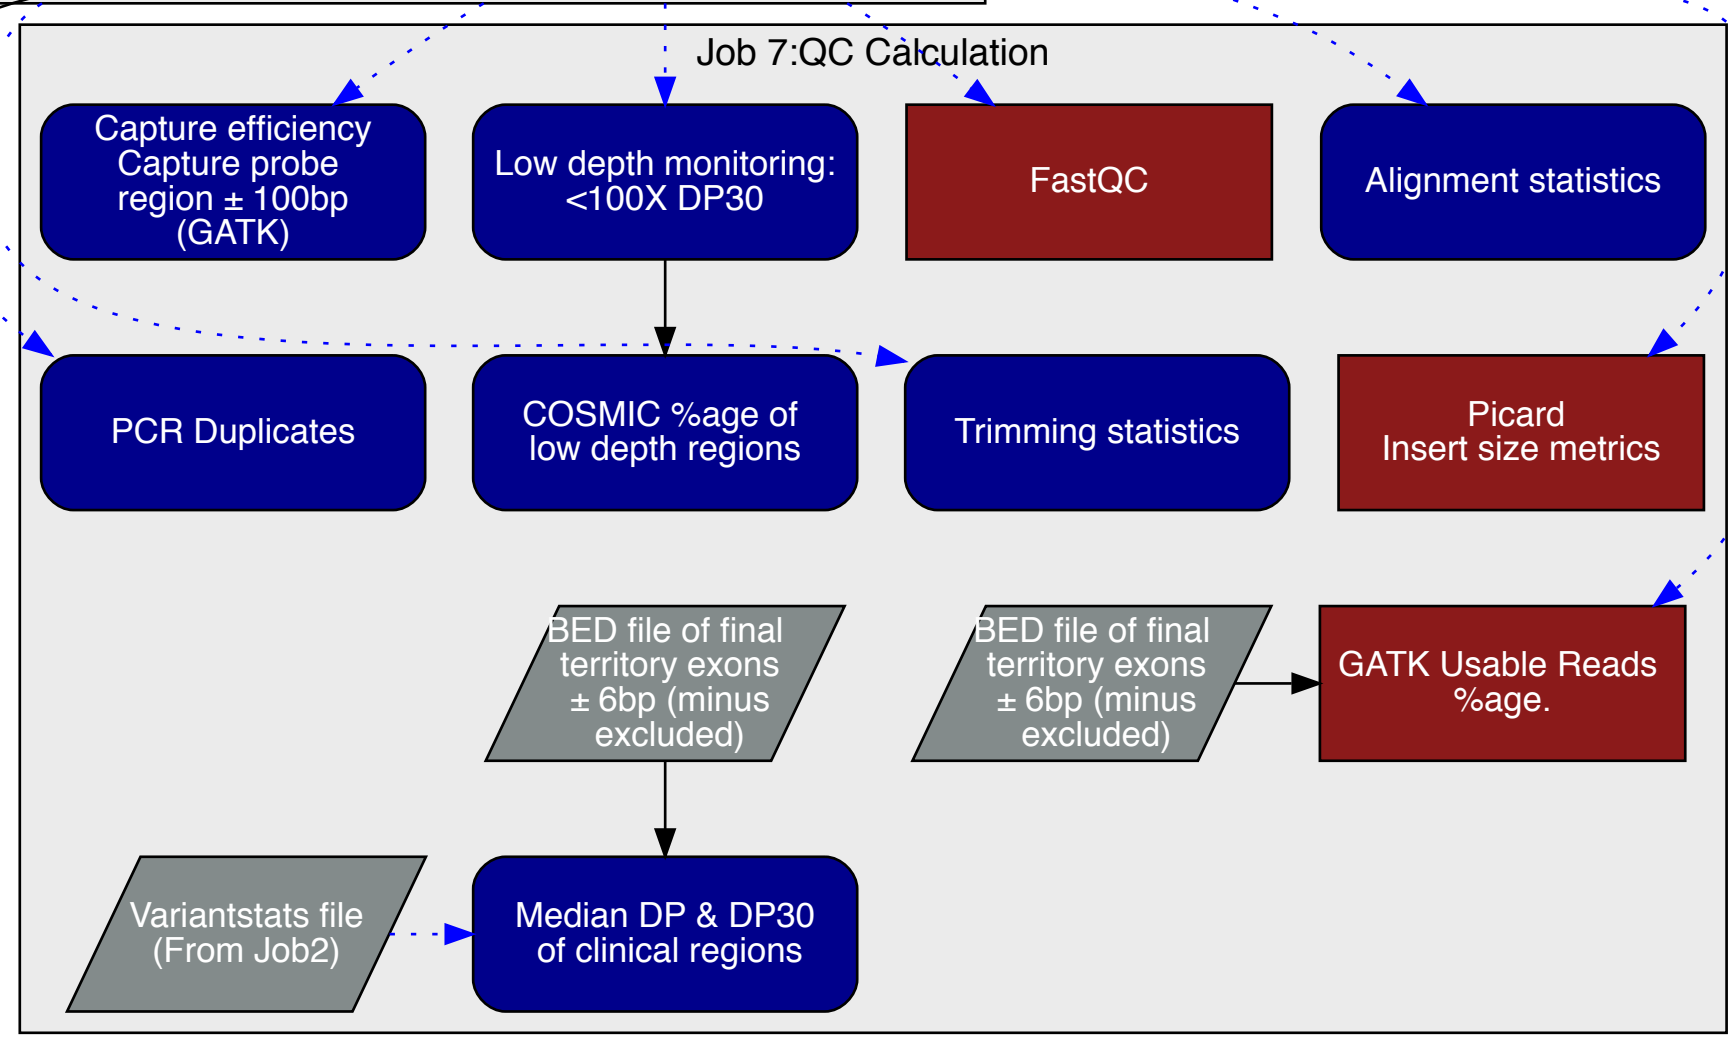 Job 7:QC Calculation
Capture efficiency
Capture probe
region ± 100bp
(GATK)
Low depth monitoring:
<100X DP30
FastQC
Alignment statistics
PCR Duplicates
COSMIC %age of
low depth regions
Trimming statistics
Picard
Insert size metrics
BED file of final
territory exons
± 6bp (minus
excluded)
BED file of final
territory exons
± 6bp (minus
excluded)
GATK Usable Reads
%age.
Variantstats file
(From Job2)
Median DP & DP30
of clinical regions